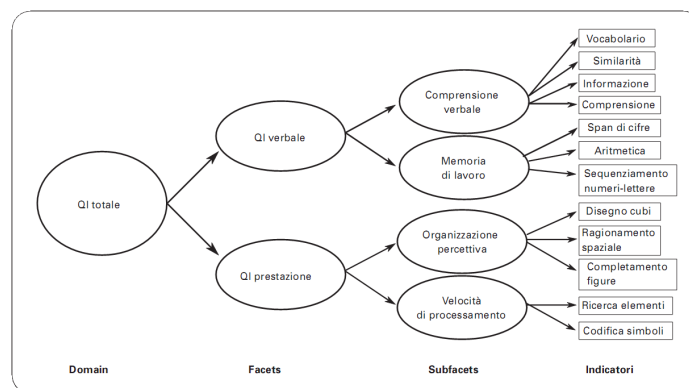 QI totale
QI verbale
QI prestazione
Comprensione
verbale
Memoria
di lavoro
Organizzazione
percettiva
Velocità
di processamento
Vocabolario
Similarità
Informazione
Comprensione
Span di cifre
Aritmetica
Sequenziamento
numeri-lettere
Disegno cubi
Ragionamento
spaziale
Completamento
figure
Ricerca elementi
Codifica simboli
Domain
Facets
Subfacets
Indicatori